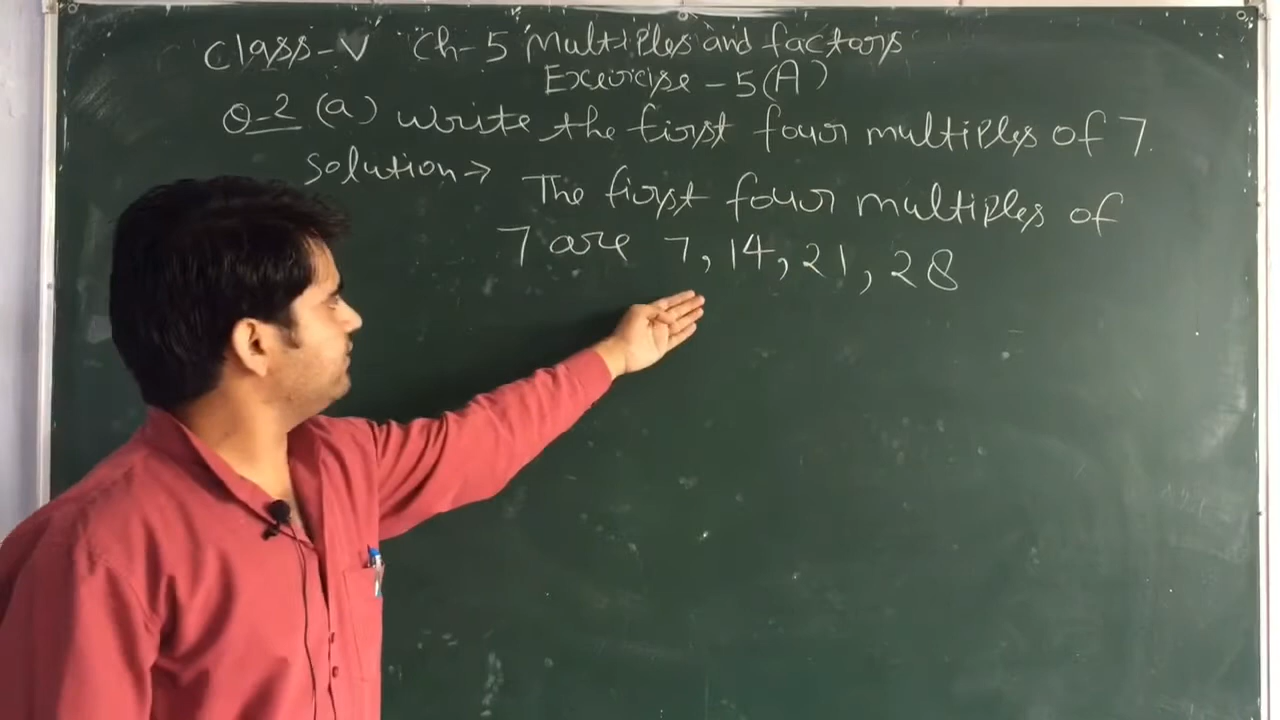 Class-V Ch-5 Multiples and factors
Exercise - 5(A)
Q-2 (a) write the first four multiples of 7.
Solution→ The first four multiples of
7 are 7, 14, 21, 28